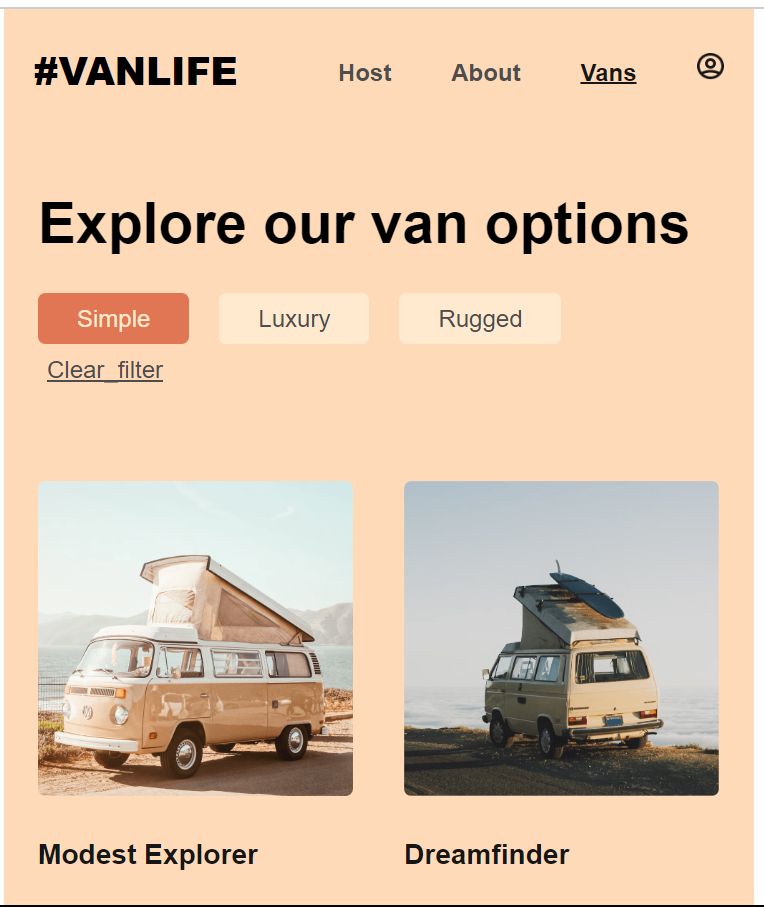 #VANLIFE Host About Vans
Explore our van options
Simple Luxury Rugged
Clear_filter
Modest Explorer Dreamfinder